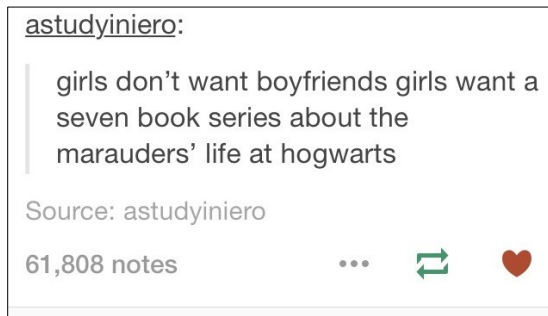 astudyiniero:
girls don’t want boyfriends girls want a
seven book series about the
marauders’ life at hogwarts
Source: astudyiniero
61,808 notes